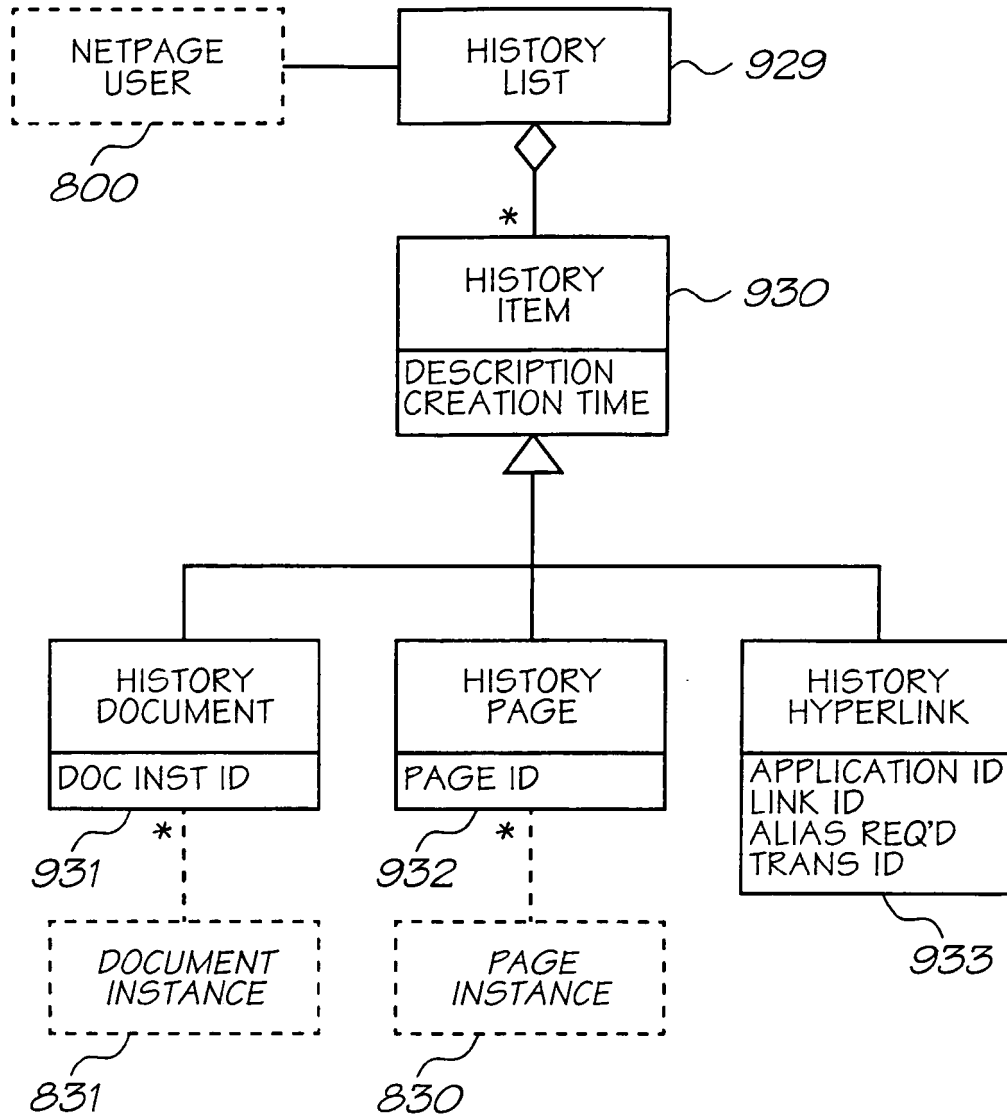 NETPAGE
USER
800
HISTORY
LIST
929
*
HISTORY
ITEM
930
DESCRIPTION
CREATION TIME
HISTORY
DOCUMENT
DOC INST ID
931
*
HISTORY
PAGE
PAGE ID
932
*
HISTORY
HYPERLINK
APPLICATION ID
LINK ID
ALIAS REQ'D
TRANS ID
933
DOCUMENT
INSTANCE
831
PAGE
INSTANCE
830